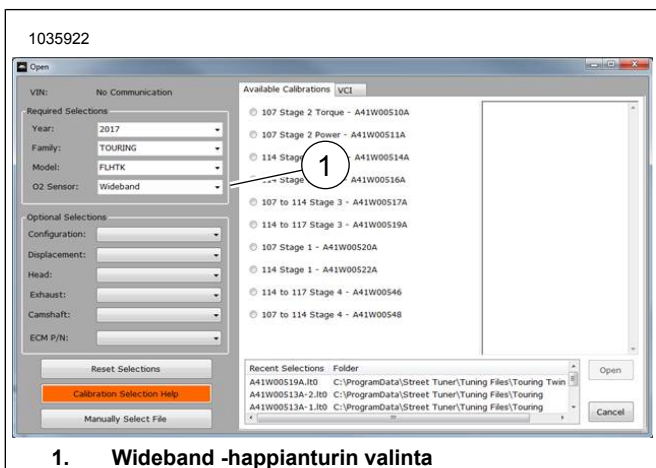 1035922
Open
VIN: No Communication
Required Selections
Year: 2017
Family: TOURING
Model: FLHTK
O2 Sensor: Wideband
Optional Selections
Configuration:
Displacement:
Head:
Exhaust:
Camshaft:
ECM P/N:
Reset Selections
Calibration Selection Help
Manually Select File
Available Calibrations VCI
107 Stage 2 Torque - A41W00510A
107 Stage 2 Power - A41W00511A
114 Stage - A41W00514A
114 Stage A41W00516A
107 to 114 Stage 3 - A41W00517A
114 to 117 Stage 3 - A41W00519A
107 Stage 1 - A41W00520A
114 Stage 1 - A41W00522A
114 to 117 Stage 4 - A41W00546
107 to 114 Stage 4 - A41W00548
1
Recent Selections Folder
A41W00519A.lt0 C:\ProgramData\Street Tuner\Tuning Files\Touring Twin
A41W00513A-2.lt0 C:\ProgramData\Street Tuner\Tuning Files\Touring
A41W00513A-1.lt0 C:\ProgramData\Street Tuner\Tuning Files\Touring
Open
Cancel
1. Wideband -happianturin valinta